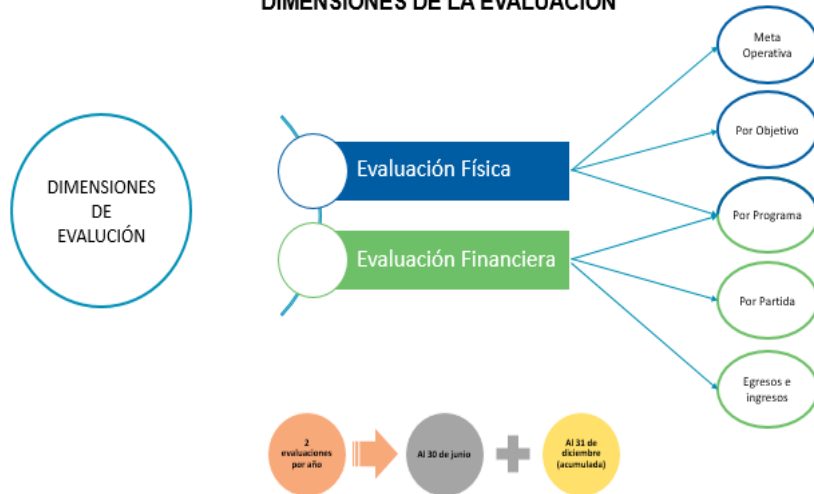 DIMENSIONES DE LA EVALUACIÓN
Meta
Operativa
Por Objetivo
DIMENSIONES
DE
EVALUCIÓN
Evaluación Física
Por Programa
Evaluación Financiera
Por Partida
Egresos e
ingresos
2
evaluaciones
por año
Al 30 de junio
Al 31 de
diciembre
(acumulada)